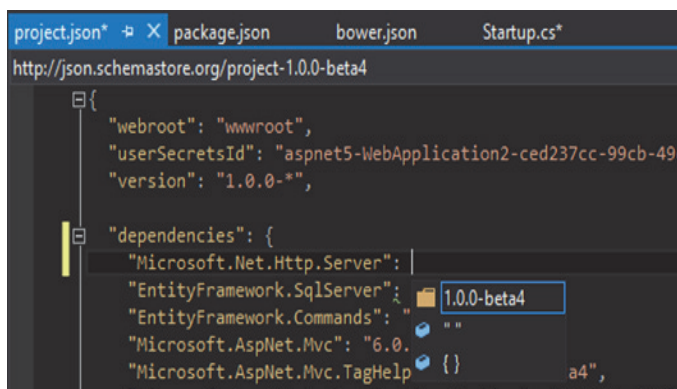 project.json* package.json bower.json Startup.cs*
http://json.schemastore.org/project-1.0.0-beta4
{
"webroot": "wwwroot",
"userSecretsId": "aspnet5-WebApplication2-ced237cc-99cb-49
"version": "1.0.0-*",
"dependencies": {
"Microsoft.Net.Http.Server":
"EntityFramework.SqlServer": 1.0.0-beta4
"EntityFramework.Commands": " ""
"Microsoft.AspNet.Mvc": "6.0.
"Microsoft.AspNet.Mvc.TagHelp {} a4",